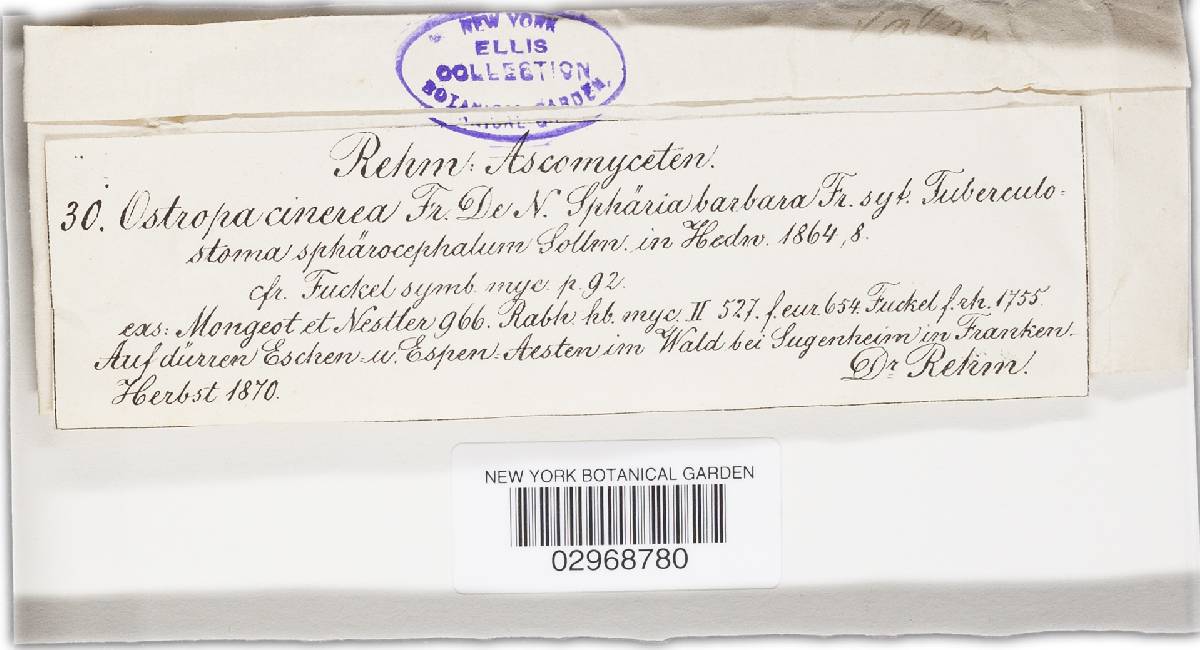 NEW YORK
ELLIS
COLLECTION
BOTANICAL GARDEN.
Rehm: Ascomyceten.
30. Ostropa cinerea Fr. De N. Sphäria barbara Fr. syt. Tuberculo-
stoma sphärocephalum Sollm. in Hedw. 1864, 8.
cfr. Fuckel symb. myc. p. 92.
exs: Mongeot et Nestler 966. Rabh. hb. myc. II 527. f. eur. 654. Fuckel f. rh. 1755.
Auf dürren Eschen- u. Espen-Aesten im Wald bei Sugenheim in Franken.
Herbst 1870.
Dr Rehm.
NEW YORK BOTANICAL GARDEN
02968780